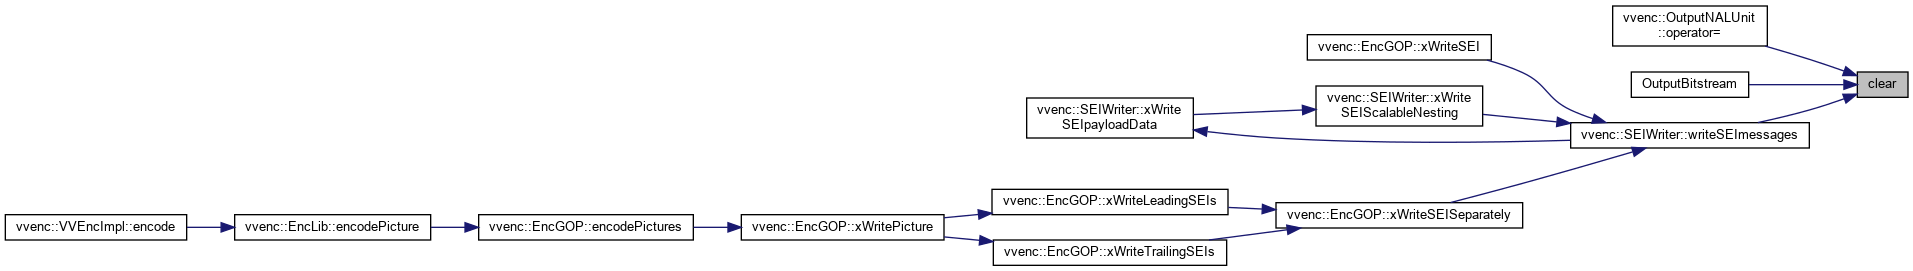 vvenc::OutputNALUnit
::operator=
vvenc::EncGOP::xWriteSEI
OutputBitstream
clear
vvenc::SEIWriter::xWrite
SEIScalableNesting
vvenc::SEIWriter::xWrite
SEIpayloadData
vvenc::SEIWriter::writeSEImessages
vvenc::EncGOP::xWriteLeadingSEIs
vvenc::EncGOP::xWriteSEISeparately
vvenc::VVEncImpl::encode
vvenc::EncLib::encodePicture
vvenc::EncGOP::encodePictures
vvenc::EncGOP::xWritePicture
vvenc::EncGOP::xWriteTrailingSEIs